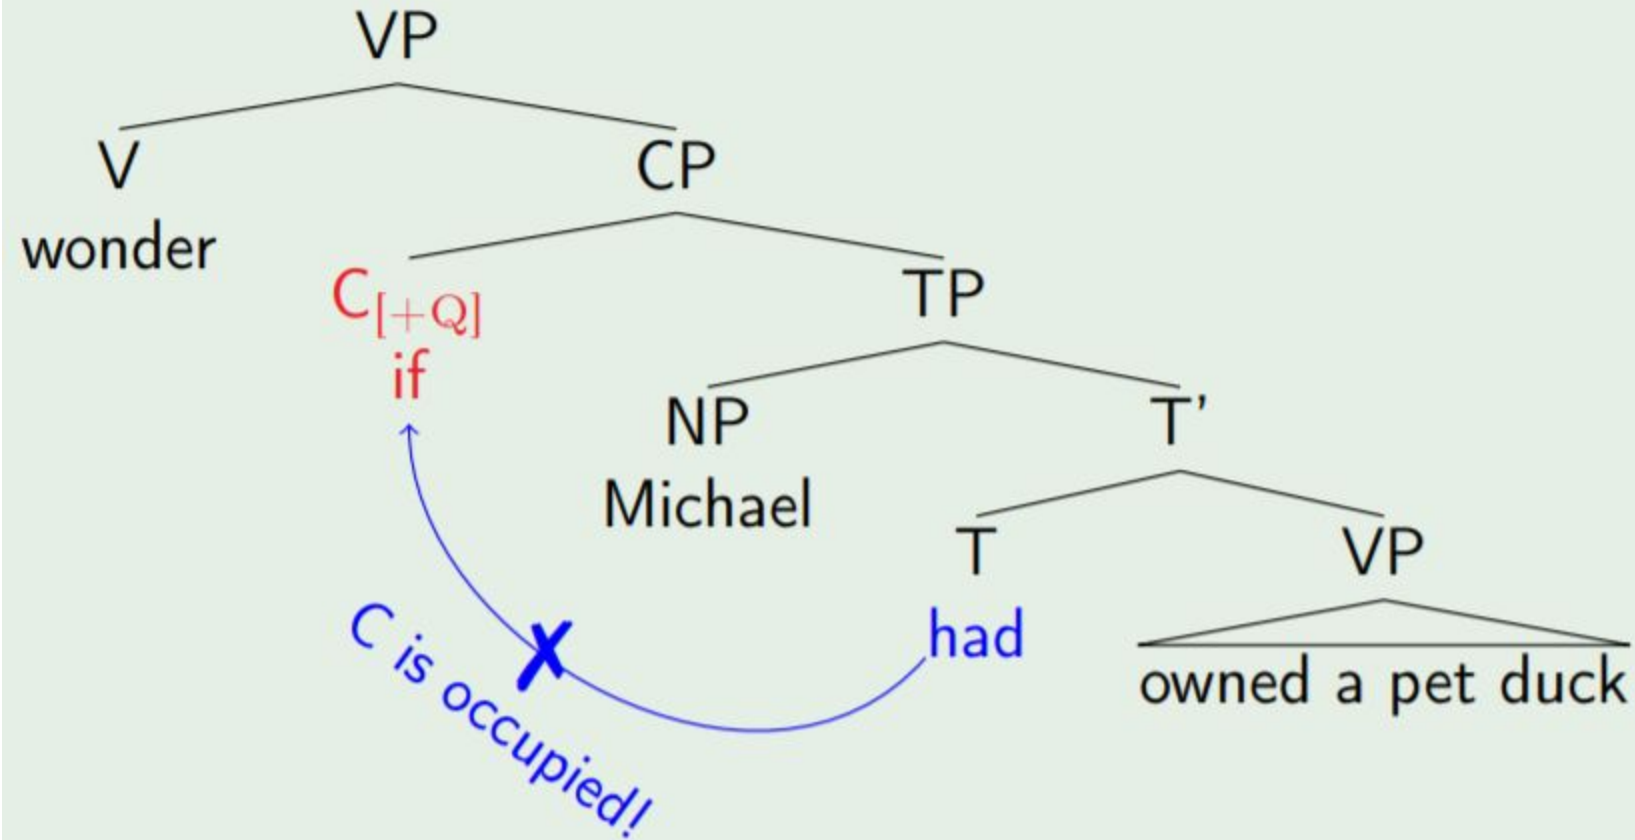 VP
V CP
wonder
C[+Q] TP
if
NP T'
Michael
T VP
had
owned a pet duck
C is occupied!